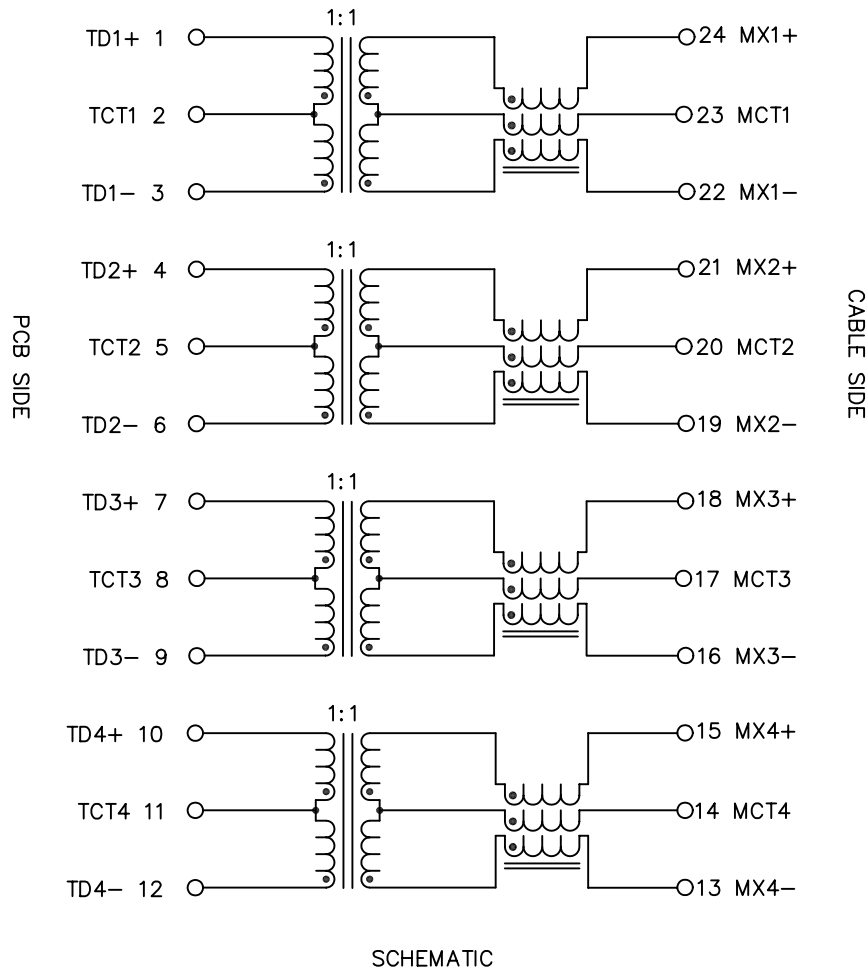 1:1
TD1+ 1
24 MX1+
TCT1 2
23 MCT1
TD1- 3
22 MX1-
1:1
TD2+ 4
21 MX2+
TCT2 5
20 MCT2
TD2- 6
19 MX2-
PCB SIDE
CABLE SIDE
1:1
TD3+ 7
18 MX3+
TCT3 8
17 MCT3
TD3- 9
16 MX3-
1:1
TD4+ 10
15 MX4+
TCT4 11
14 MCT4
TD4- 12
13 MX4-
SCHEMATIC